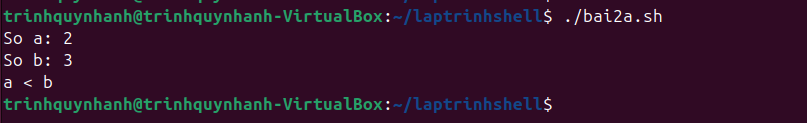 trinhquynhanh@trinhquynhanh-VirtualBox:~/laptrinhshell$ ./bai2a.sh
So a: 2
So b: 3
a < b
trinhquynhanh@trinhquynhanh-VirtualBox:~/laptrinhshell$